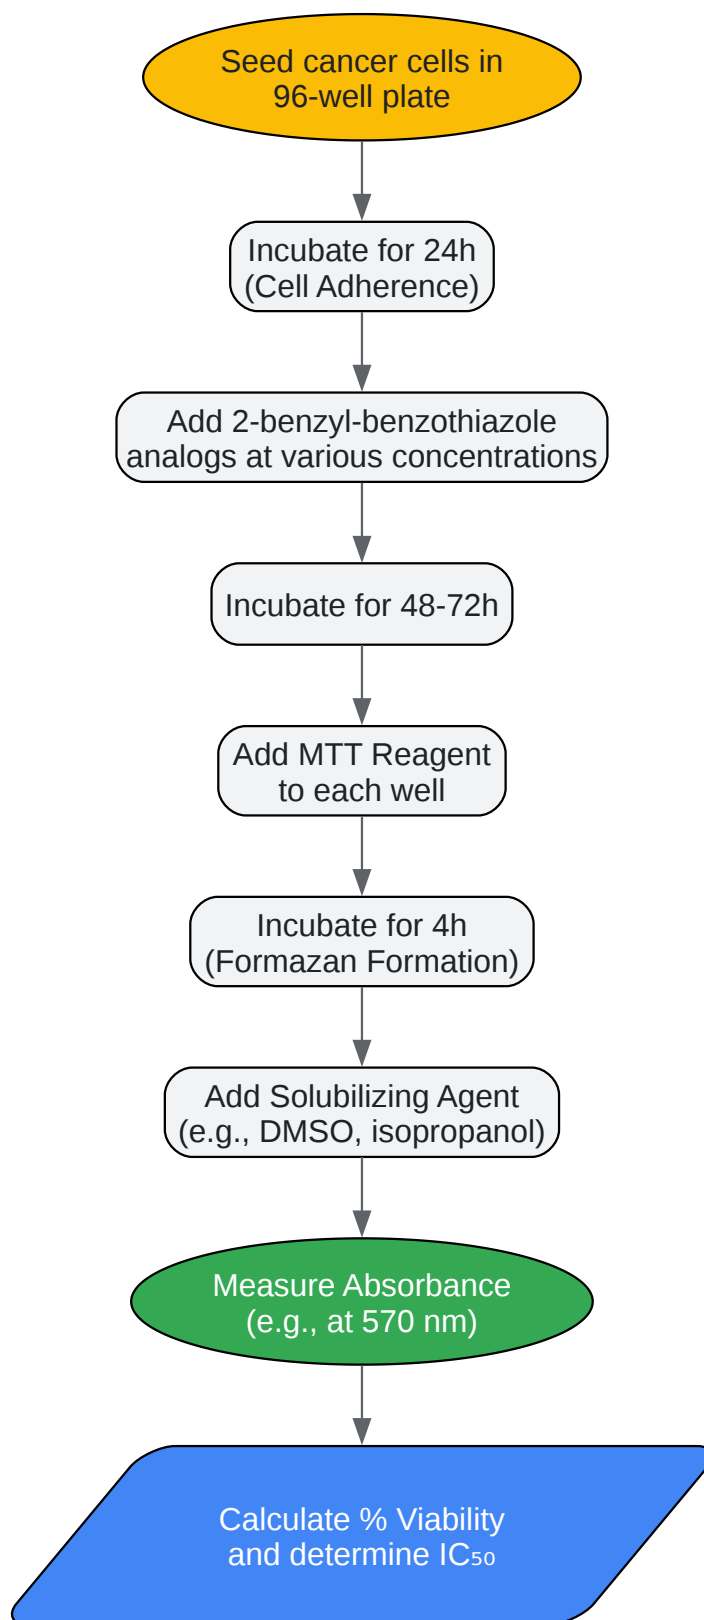 Seed cancer cells in
96-well plate
Incubate for 24h
(Cell Adherence)
Add 2-benzyl-benzothiazole
analogs at various concentrations
Incubate for 48-72h
Add MTT Reagent
to each well
Incubate for 4h
(Formazan Formation)
Add Solubilizing Agent
(e.g., DMSO, isopropanol)
Measure Absorbance
(e.g., at 570 nm)
Calculate % Viability
and determine IC₅₀